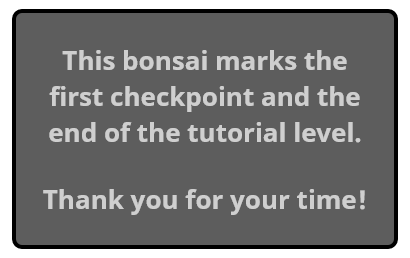 This bonsai marks the
first checkpoint and the
end of the tutorial level.
Thank you for your time!